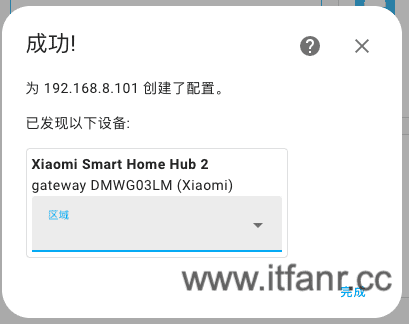 成功!
为 192.168.8.101 创建了配置。
已发现以下设备:
Xiaomi Smart Home Hub 2
gateway DMWG03LM (Xiaomi)
区域
www.itfanr.cc
完成